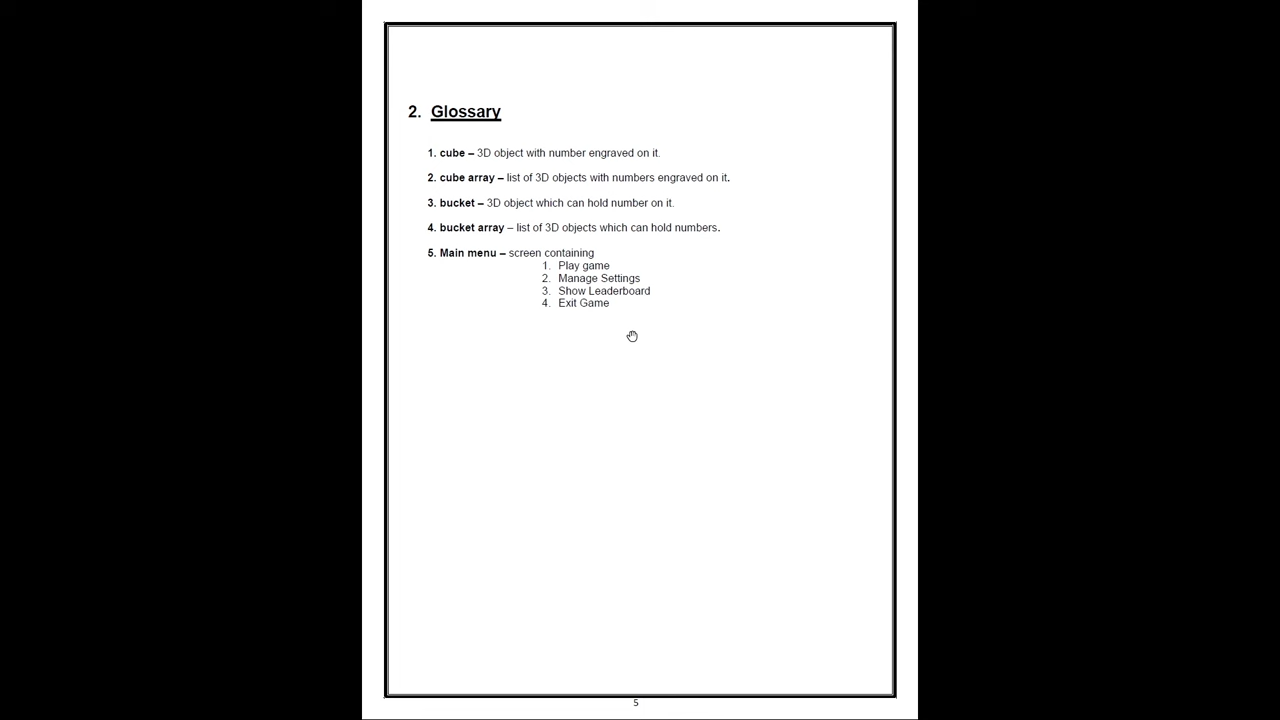 2. Glossary
1. cube – 3D object with number engraved on it.
2. cube array – list of 3D objects with numbers engraved on it.
3. bucket – 3D object which can hold number on it.
4. bucket array – list of 3D objects which can hold numbers.
5. Main menu – screen containing
1. Play game
2. Manage Settings
3. Show Leaderboard
4. Exit Game
5